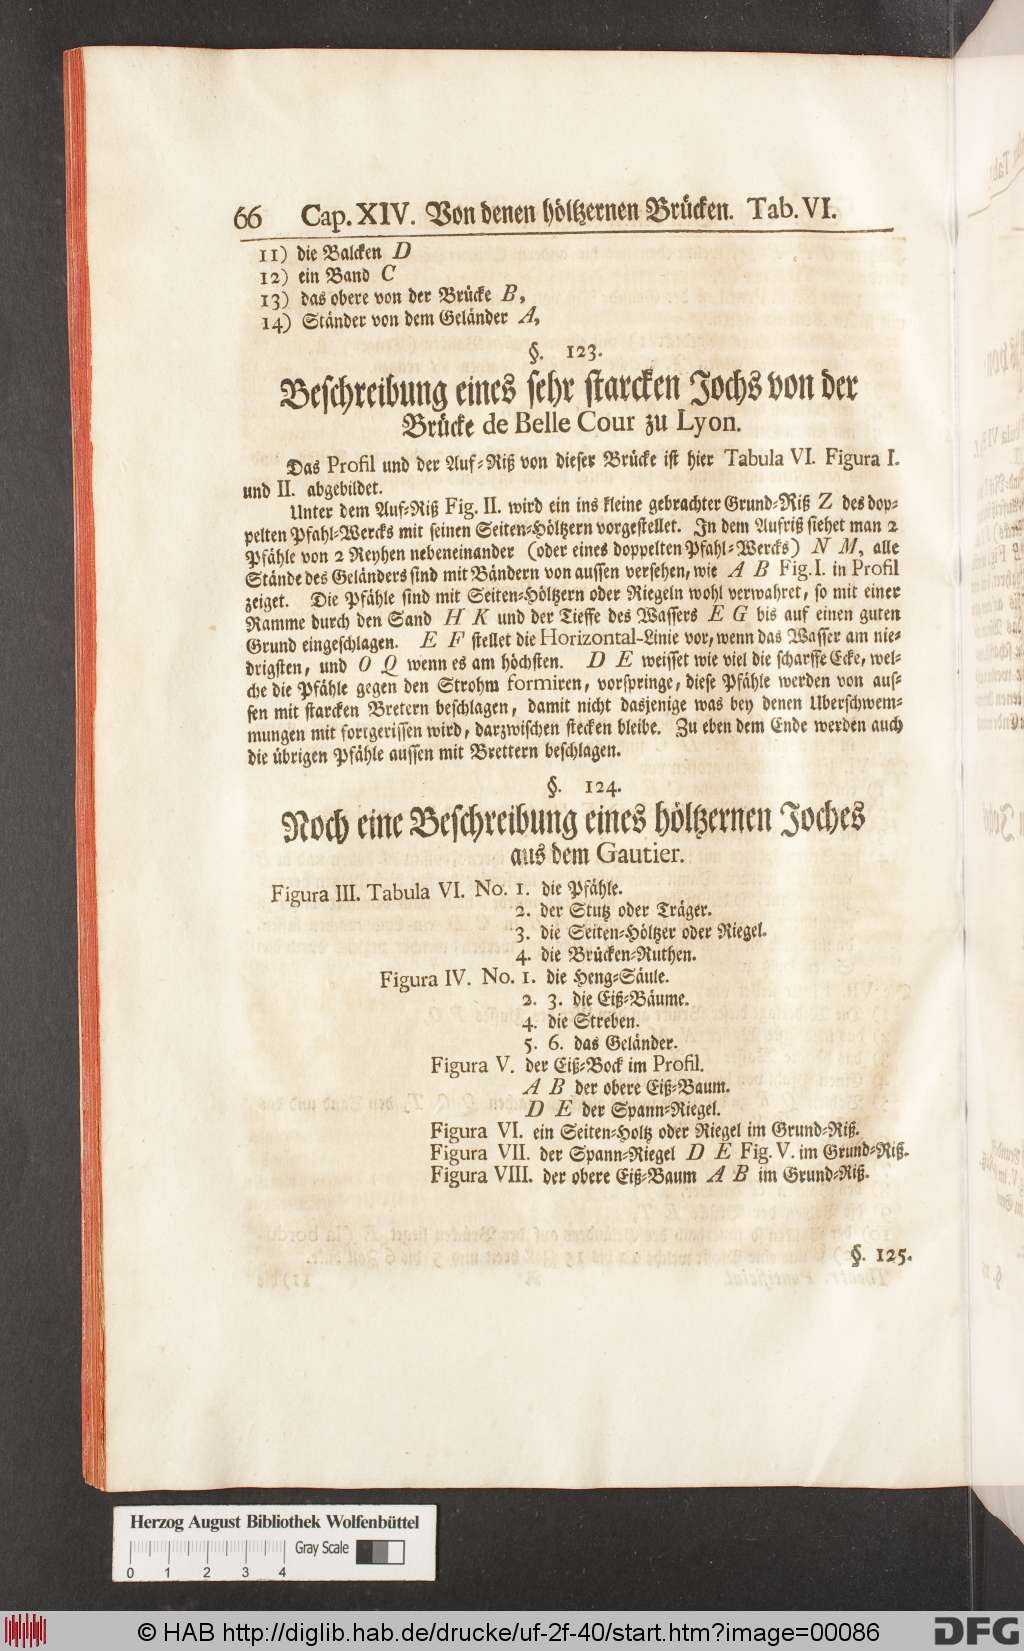 66 Cap. XIV. Von denen höltzernen Brücken. Tab. VI.
11) die Balcken D
12) ein Band C
13) das obere von der Brücke B,
14) Ständer von dem Geländer A,
§. 123.
Beschreibung eines sehr starcken Jochs von der
Brücke de Belle Cour zu Lyon.
Das Profil und der Auf-Riß von dieser Brücke ist hier Tabula VI. Figura I.
und II. abgebildet.
Unter dem Auf-Riß Fig. II. wird ein ins kleine gebrachter Grund-Riß Z des dop-
pelten Pfahl-Wercks mit seinen Seiten-Höltzern vorgestellet. In dem Aufriß siehet man 2
Pfähle von 2 Reyhen nebeneinander (oder eines doppelten Pfahl-Wercks) N M, alle
Stände des Geländers sind mit Bändern von aussen versehen, wie A B Fig. I. in Profil
zeiget. Die Pfähle sind mit Seiten-Höltzern oder Riegeln wohl verwahret, so mit einer
Ramme durch den Sand H K und der Tieffe des Wassers E G bis auf einen guten
Grund eingeschlagen. E F stellet die Horizontal-Linie vor, wenn das Wasser am nie-
drigsten, und O Q wenn es am höchsten. D E weisset wie viel die scharffe Ecke, wel-
che die Pfähle gegen den Strohm formiren, vorspringe, diese Pfähle werden von aus-
sen mit starcken Bretern beschlagen, damit nicht dasjenige was bey denen Uberschwem-
mungen mit fortgerissen wird, darzwischen stecken bleibe. Zu eben dem Ende werden auch
die übrigen Pfähle aussen mit Brettern beschlagen.
§. 124.
Noch eine Beschreibung eines höltzernen Joches
aus dem Gautier.
Figura III. Tabula VI. No. 1. die Pfähle.
2. der Stutz oder Träger.
3. die Seiten-Höltzer oder Riegel.
4. die Brücken-Ruthen.
Figura IV. No. 1. die Heng-Säule.
2. 3. die Eiß-Bäume.
4. die Streben.
5. 6. das Geländer.
Figura V. der Eiß-Bock im Profil.
A B der obere Eiß-Baum.
D E der Spann-Riegel.
Figura VI. ein Seiten-Holtz oder Riegel im Grund-Riß.
Figura VII. der Spann-Riegel D E Fig. V. im Grund-Riß.
Figura VIII. der obere Eiß-Baum A B im Grund-Riß.
§. 125.
Herzog August Bibliothek Wolfenbüttel
Gray Scale
0 1 2 3 4
© HAB http://diglib.hab.de/drucke/uf-2f-40/start.htm?image=00086
DFG